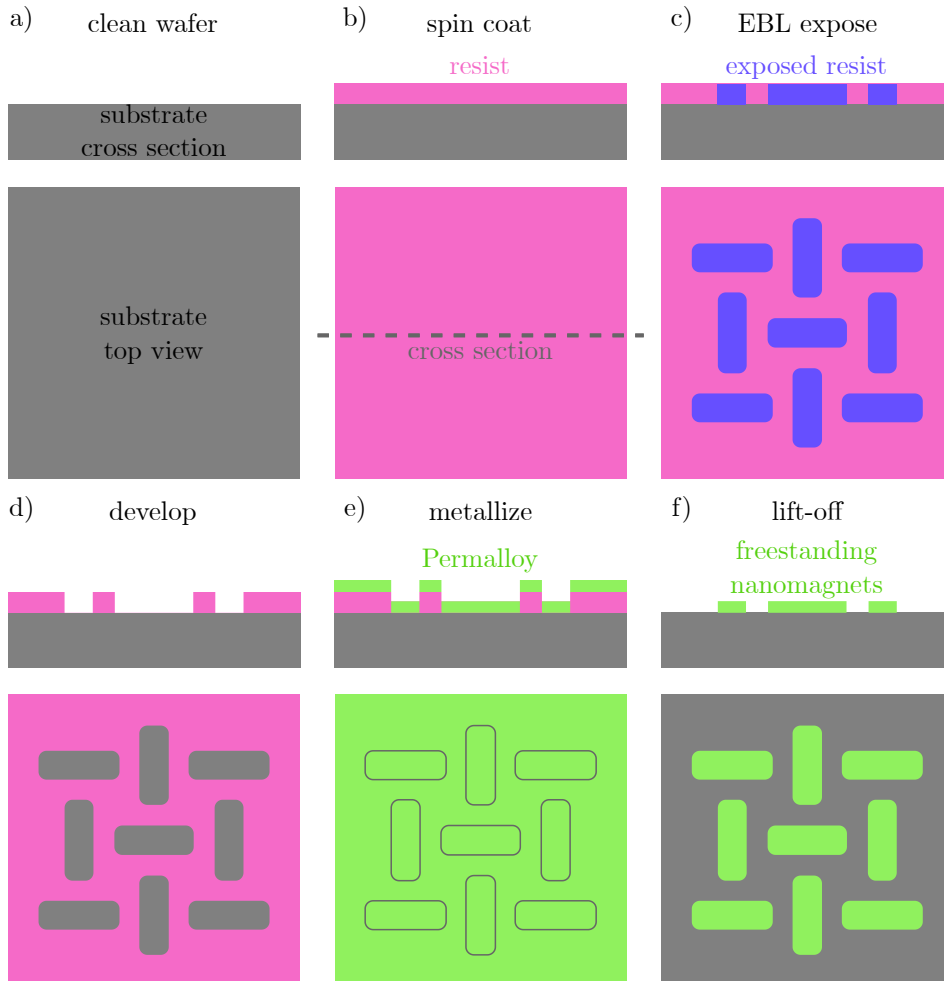 a)
clean wafer
substrate
cross section
substrate
top view
b)
spin coat
resist
cross section
c)
EBL expose
exposed resist
d)
develop
e)
metallize
Permalloy
f)
lift-off
freestanding
nanomagnets